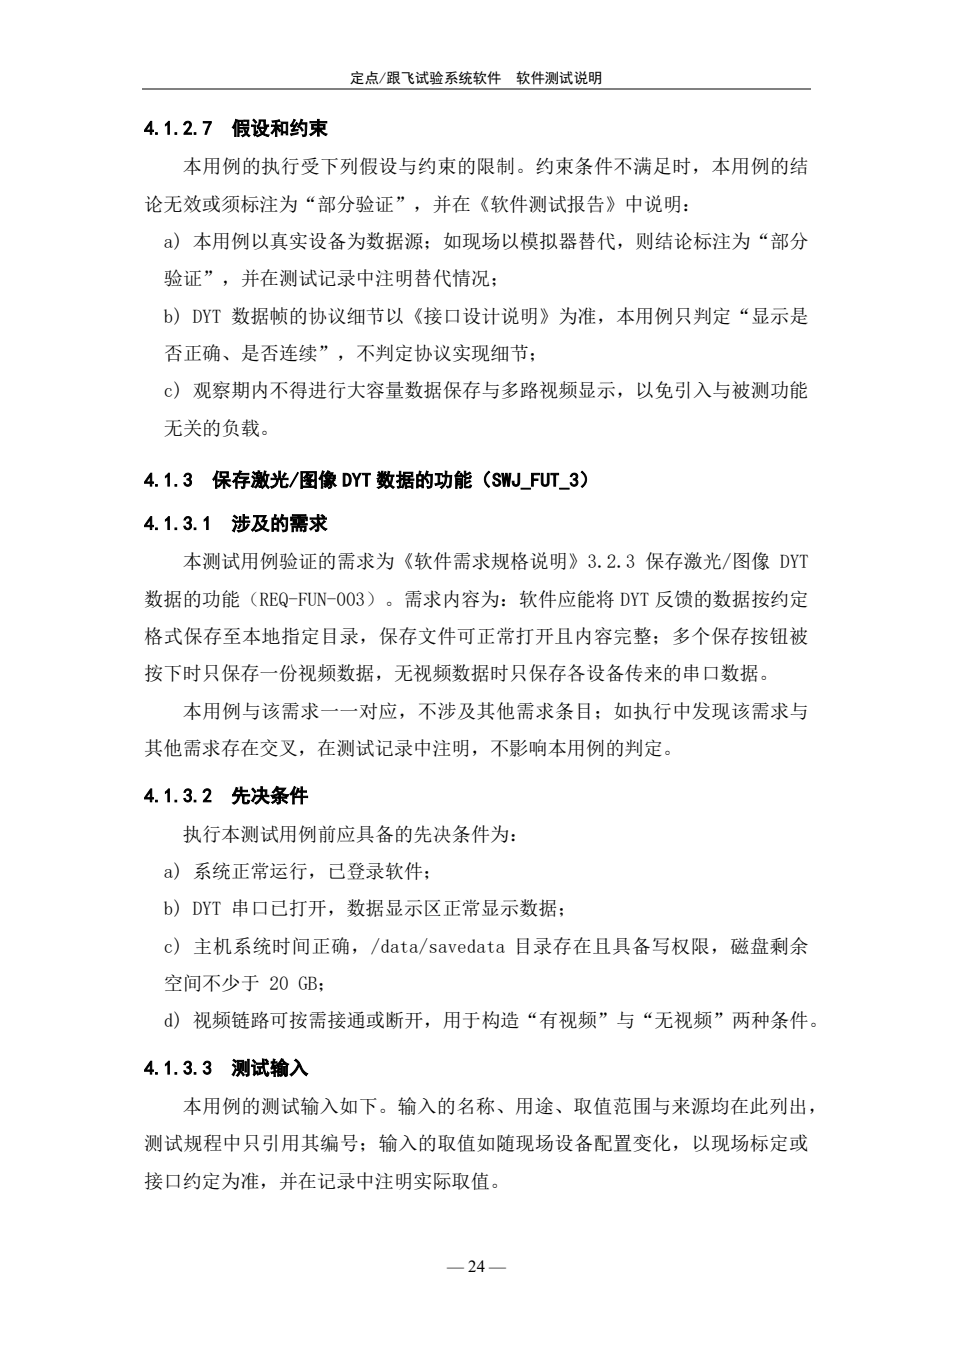 定点/跟飞试验系统软件　软件测试说明
4.1.2.7　假设和约束
本用例的执行受下列假设与约束的限制。约束条件不满足时，本用例的结
论无效或须标注为“部分验证”，并在《软件测试报告》中说明：
a) 本用例以真实设备为数据源；如现场以模拟器替代，则结论标注为“部分
验证”，并在测试记录中注明替代情况；
b) DYT 数据帧的协议细节以《接口设计说明》为准，本用例只判定“显示是
否正确、是否连续”，不判定协议实现细节；
c) 观察期内不得进行大容量数据保存与多路视频显示，以免引入与被测功能
无关的负载。
4.1.3　保存激光/图像 DYT 数据的功能（SWJ_FUT_3）
4.1.3.1　涉及的需求
本测试用例验证的需求为《软件需求规格说明》3.2.3 保存激光/图像 DYT
数据的功能（REQ-FUN-003）。需求内容为：软件应能将 DYT 反馈的数据按约定
格式保存至本地指定目录，保存文件可正常打开且内容完整；多个保存按钮被
按下时只保存一份视频数据，无视频数据时只保存各设备传来的串口数据。
本用例与该需求一一对应，不涉及其他需求条目；如执行中发现该需求与
其他需求存在交叉，在测试记录中注明，不影响本用例的判定。
4.1.3.2　先决条件
执行本测试用例前应具备的先决条件为：
a) 系统正常运行，已登录软件；
b) DYT 串口已打开，数据显示区正常显示数据；
c) 主机系统时间正确，/data/savedata 目录存在且具备写权限，磁盘剩余
空间不少于 20 GB；
d) 视频链路可按需接通或断开，用于构造“有视频”与“无视频”两种条件。
4.1.3.3　测试输入
本用例的测试输入如下。输入的名称、用途、取值范围与来源均在此列出，
测试规程中只引用其编号；输入的取值如随现场设备配置变化，以现场标定或
接口约定为准，并在记录中注明实际取值。
— 24 —